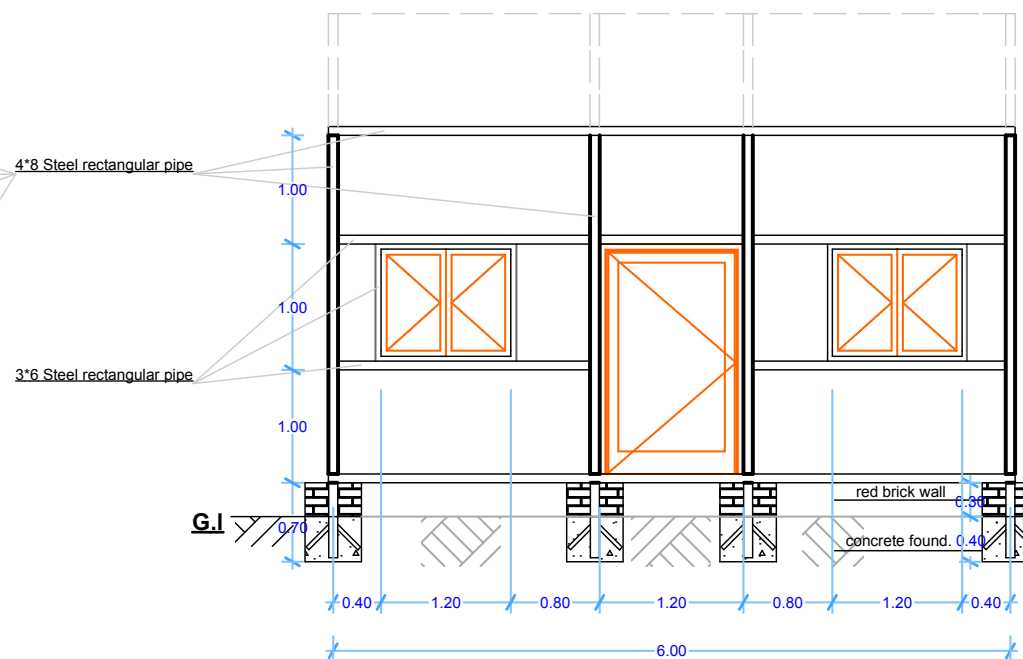 4*8 Steel rectangular pipe
1.00
1.00
3*6 Steel rectangular pipe
1.00
red brick wall
0.30
G.l
0.70
concrete found. 0.40
0.40 1.20 0.80 1.20 0.80 1.20 0.40
6.00